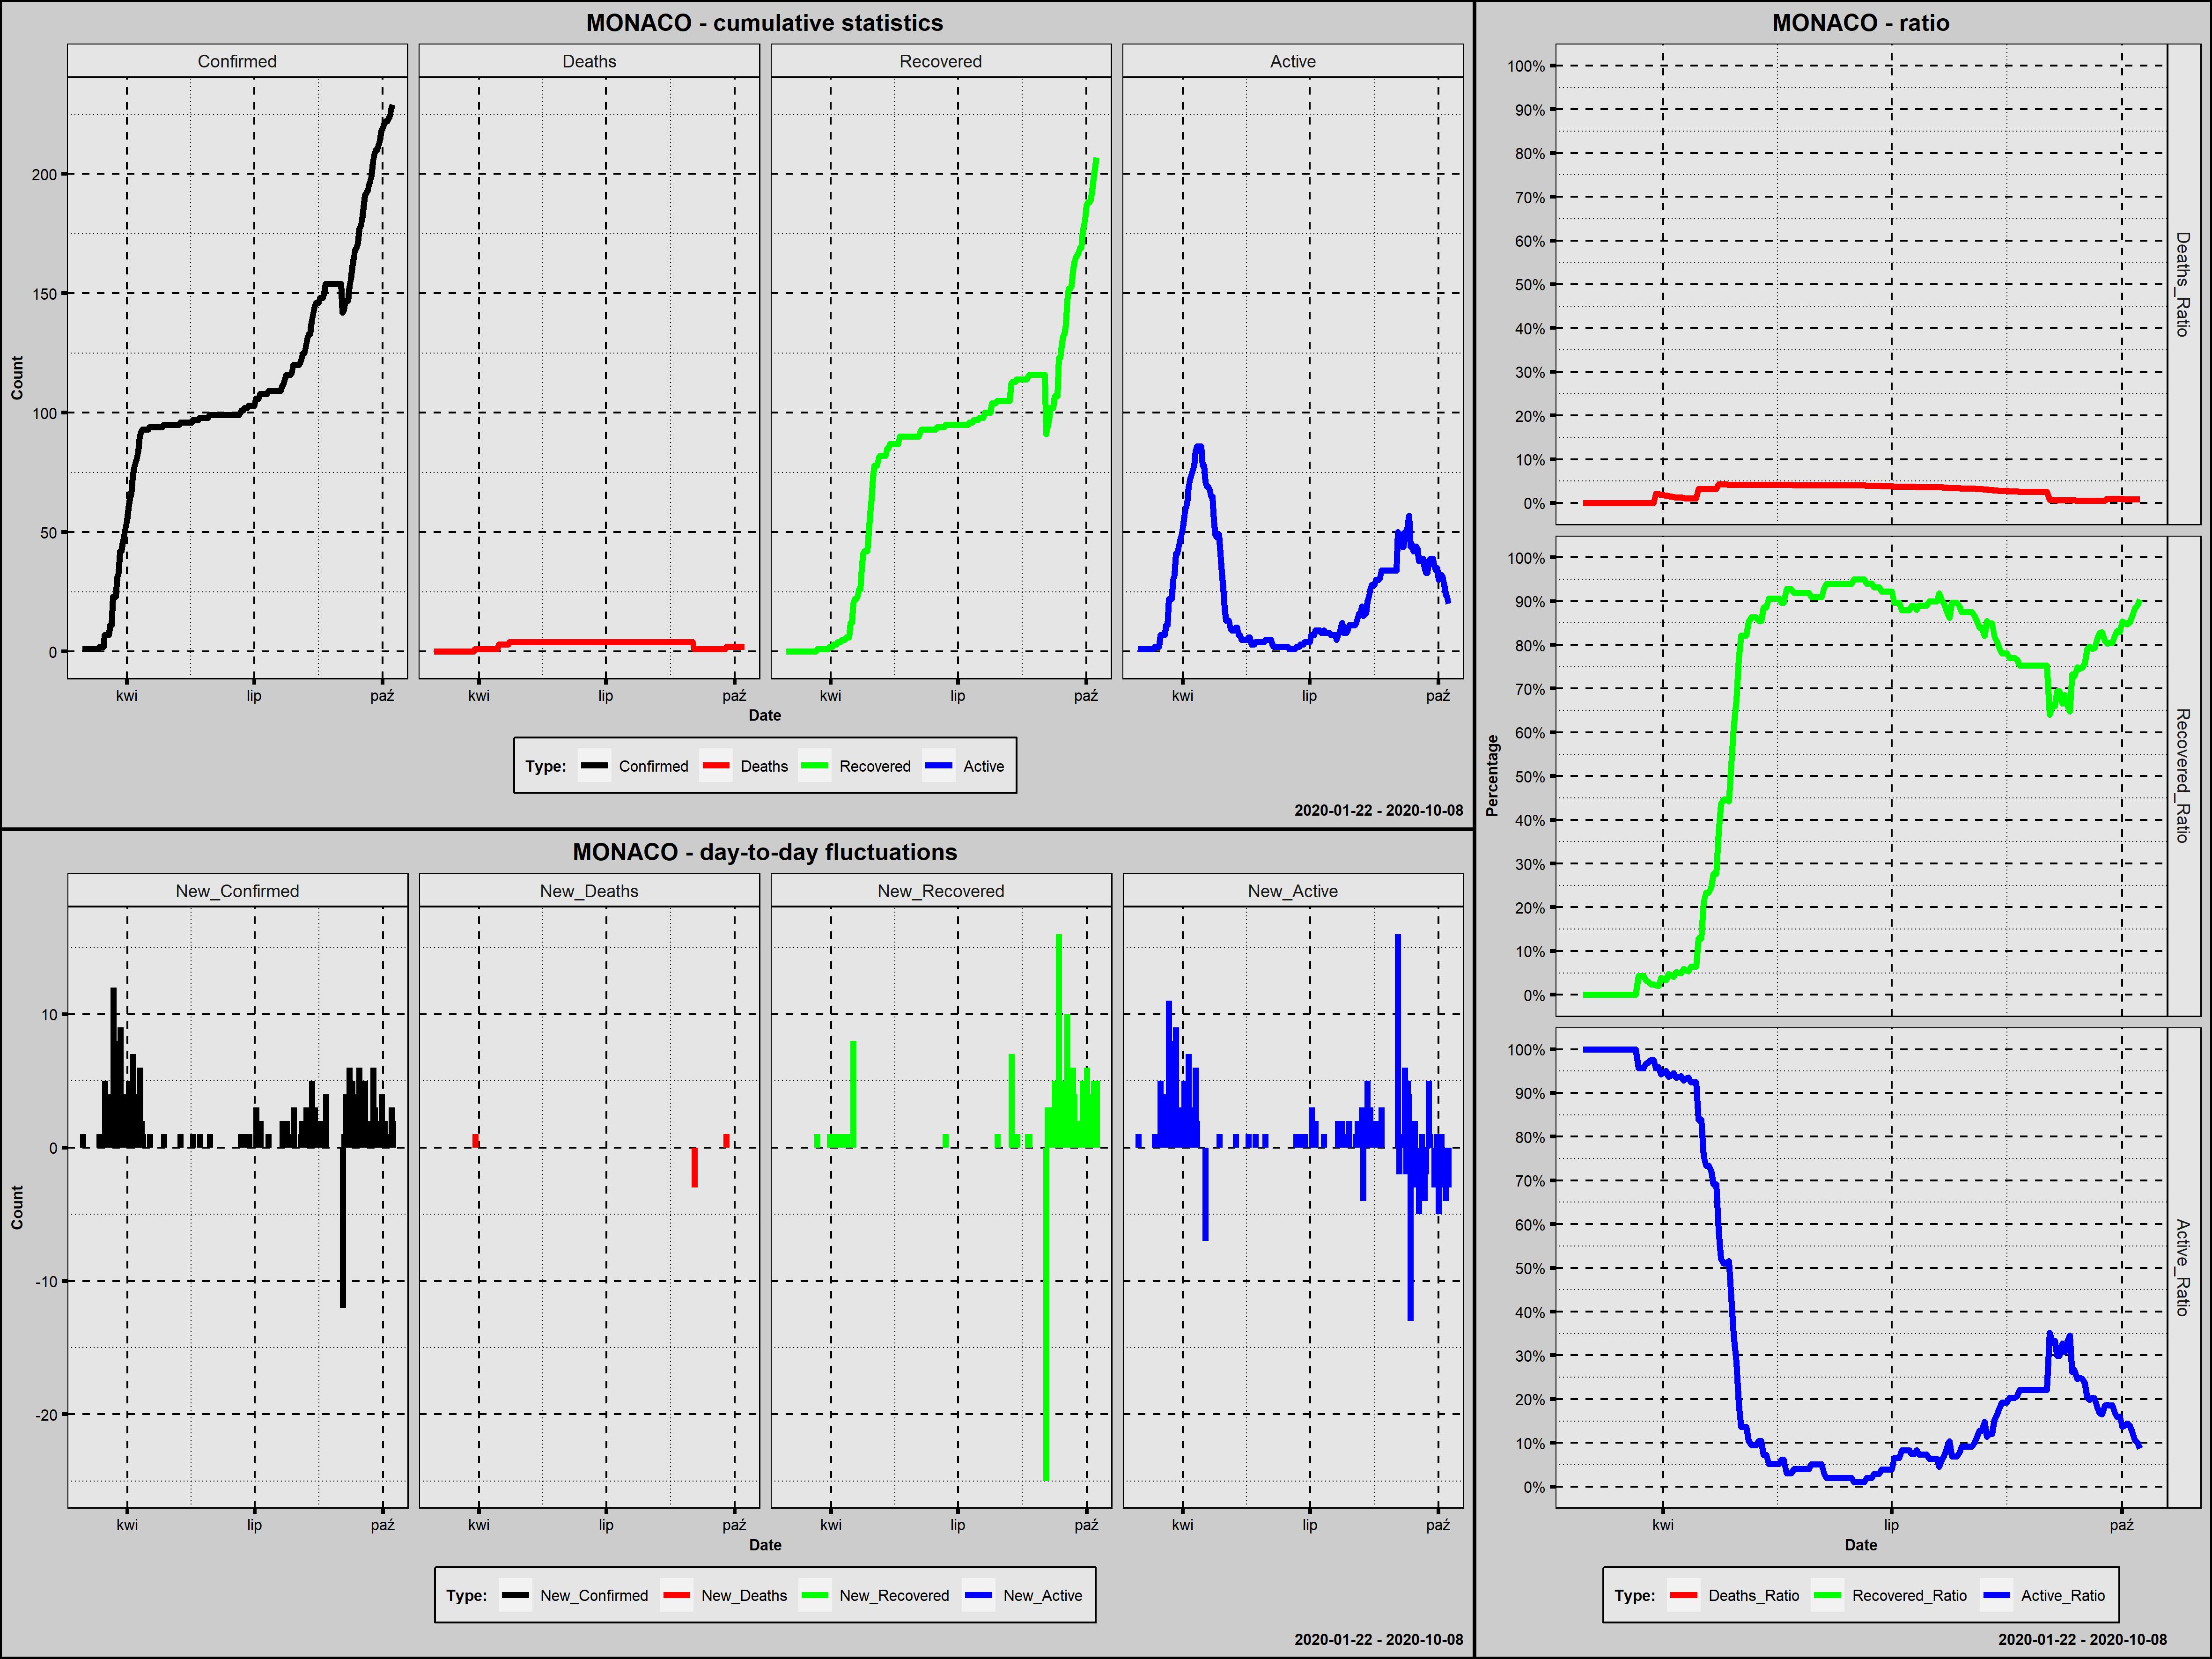 MONACO - cumulative statistics
Confirmed Deaths Recovered Active
Count
200
150
100
50
0
kwi lip paź kwi lip paź kwi lip paź kwi lip paź
Date
Type: Confirmed Deaths Recovered Active
2020-01-22 - 2020-10-08
MONACO - day-to-day fluctuations
New_Confirmed New_Deaths New_Recovered New_Active
Count
10
0
-10
-20
kwi lip paź kwi lip paź kwi lip paź kwi lip paź
Date
Type: New_Confirmed New_Deaths New_Recovered New_Active
2020-01-22 - 2020-10-08
MONACO - ratio
Percentage
100%
90%
80%
70%
60%
50%
40%
30%
20%
10%
0%
Deaths_Ratio
100%
90%
80%
70%
60%
50%
40%
30%
20%
10%
0%
Recovered_Ratio
100%
90%
80%
70%
60%
50%
40%
30%
20%
10%
0%
Active_Ratio
kwi lip paź
Date
Type: Deaths_Ratio Recovered_Ratio Active_Ratio
2020-01-22 - 2020-10-08